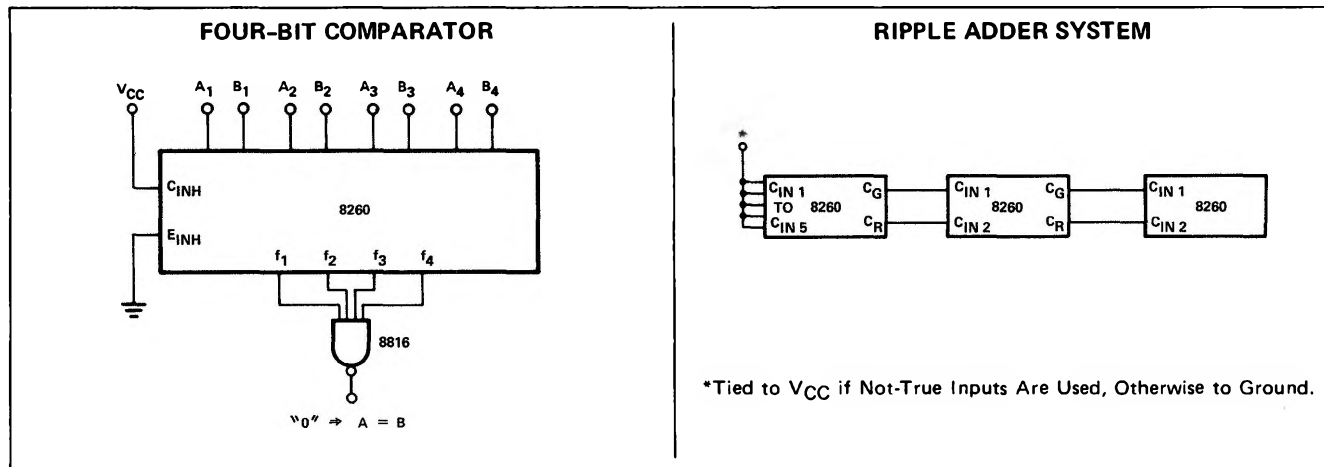 FOUR-BIT COMPARATOR
VCC A1 B1 A2 B2 A3 B3 A4 B4
CINH
8260
EINH
f1 f2 f3 f4
8816
"0" ⇒ A = B
RIPPLE ADDER SYSTEM
*
CIN 1 CG CIN 1 CG CIN 1
TO 8260 8260 8260
CIN 5 CR CIN 2 CR CIN 2
*Tied to VCC if Not-True Inputs Are Used, Otherwise to Ground.